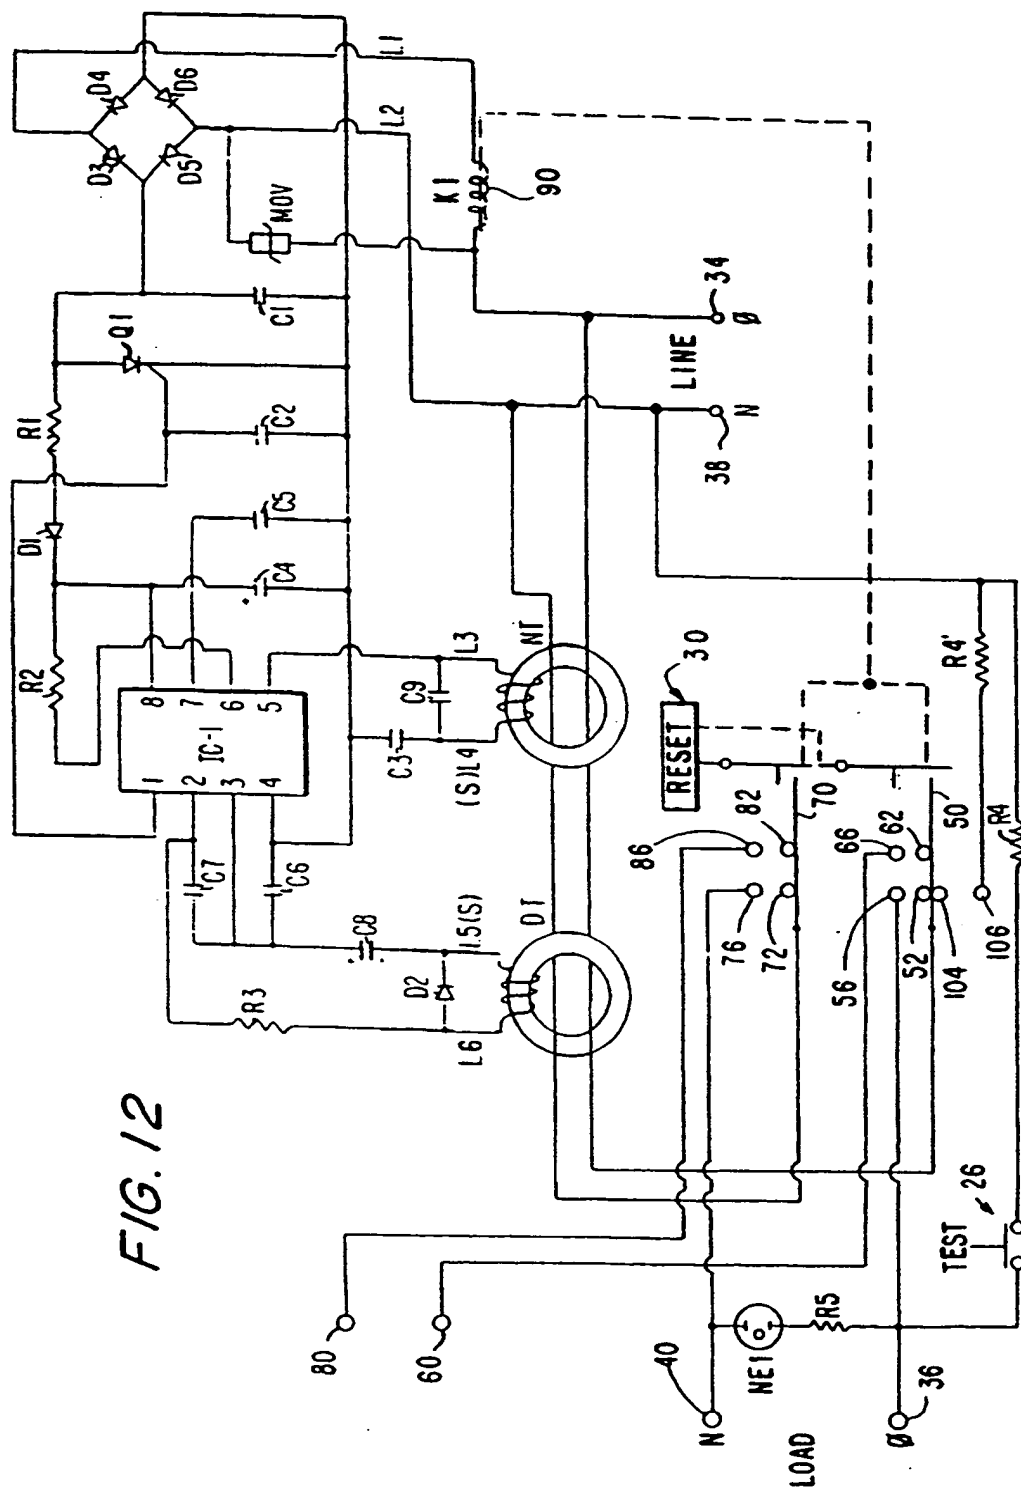 FIG. 12
D4
D6
D3
D5
L1
L2
MOV
K1
90
C1
Q1
R1
C2
D1
C5
C4
R2
IC-1
1
2
3
4
8
7
6
5
C7
C6
C3
C9
L3
(S)L4
NT
C8
L5(S)
D2
R3
L6
DT
34
Ø
LINE
N
38
30
RESET
86
82
70
76
72
66
62
50
56
52
104
106
R4'
R4
80
60
40
N
NE1
R5
LOAD
Ø
36
TEST
26